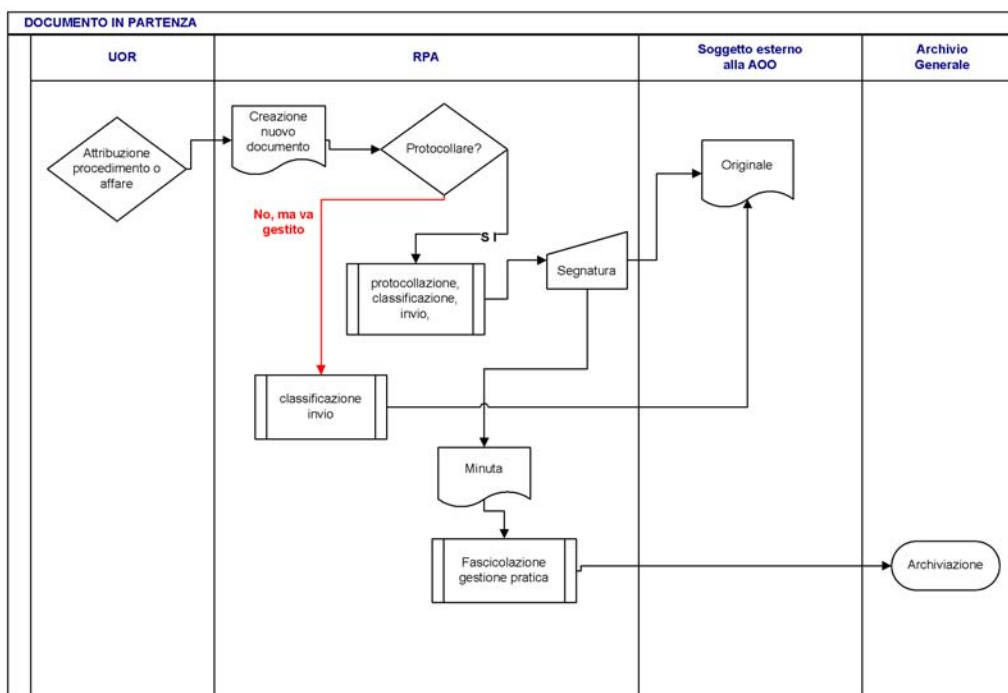 DOCUMENTO IN PARTENZA
UOR
RPA
Soggetto esterno
alla AOO
Archivio
Generale
Attribuzione
procedimento o
affare
Creazione
nuovo
documento
Protocollare?
Originale
No, ma va
gestito
S I
protocollazione,
classificazione,
invio,
Segnatura
classificazione
invio
Minuta
Fascicolazione
gestione pratica
Archiviazione